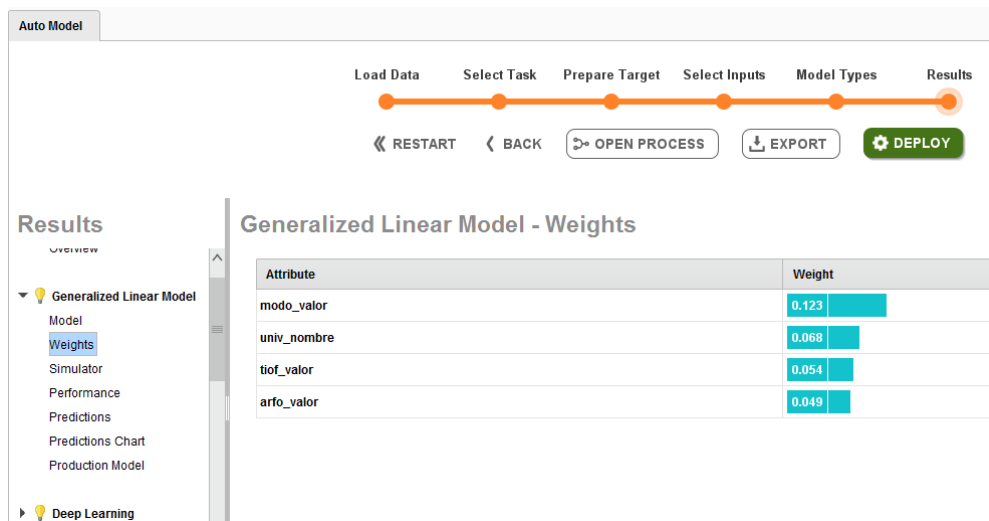 Auto Model
Load Data Select Task Prepare Target Select Inputs Model Types Results
RESTART BACK OPEN PROCESS EXPORT DEPLOY
Results
Overview
Generalized Linear Model
Model
Weights
Simulator
Performance
Predictions
Predictions Chart
Production Model
Deep Learning
Generalized Linear Model - Weights
Attribute Weight
modo_valor 0.123
univ_nombre 0.068
tiof_valor 0.054
arfo_valor 0.049